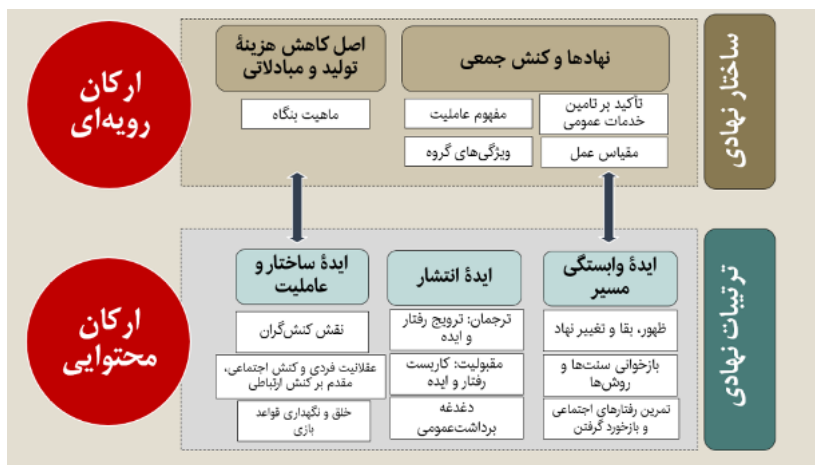 ساختار نهادی
نهادها و کنش جمعی
تأکید بر تامین
خدمات عمومی
مفهوم عاملیت
مقیاس عمل
ویژگی‌های گروه
اصل کاهش هزینهٔ
تولید و مبادلاتی
ماهیت بنگاه
ارکان
رویه‌ای
ترتیبات نهادی
ایدهٔ وابستگی
مسیر
ظهور، بقا و تغییر نهاد
بازخوانی سنت‌ها و
روش‌ها
تمرین رفتارهای اجتماعی
و بازخورد گرفتن
ایدهٔ انتشار
ترجمان: ترویج رفتار
و ایده
مقبولیت: کاربست
رفتار و ایده
دغدغه
برداشت‌عمومی
ایدهٔ ساختار و
عاملیت
نقش کنش‌گران
عقلانیت فردی و کنش اجتماعی،
مقدم بر کنش ارتباطی
خلق و نگهداری قواعد
بازی
ارکان
محتوایی